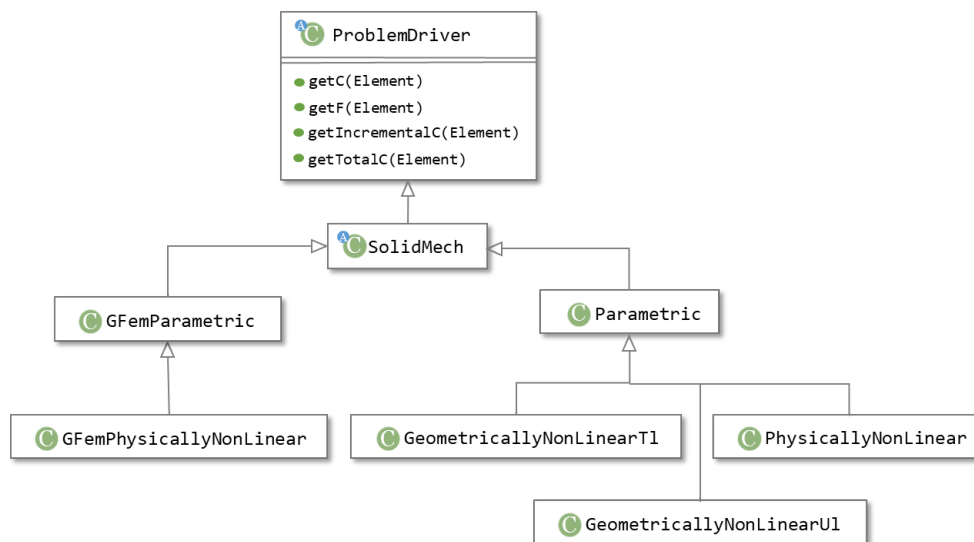 ProblemDriver
getC(Element)
getF(Element)
getIncrementalC(Element)
getTotalC(Element)
SolidMech
GFemParametric
Parametric
GFemPhysicallyNonLinear
GeometricallyNonLinearTl
PhysicallyNonLinear
GeometricallyNonLinearUl